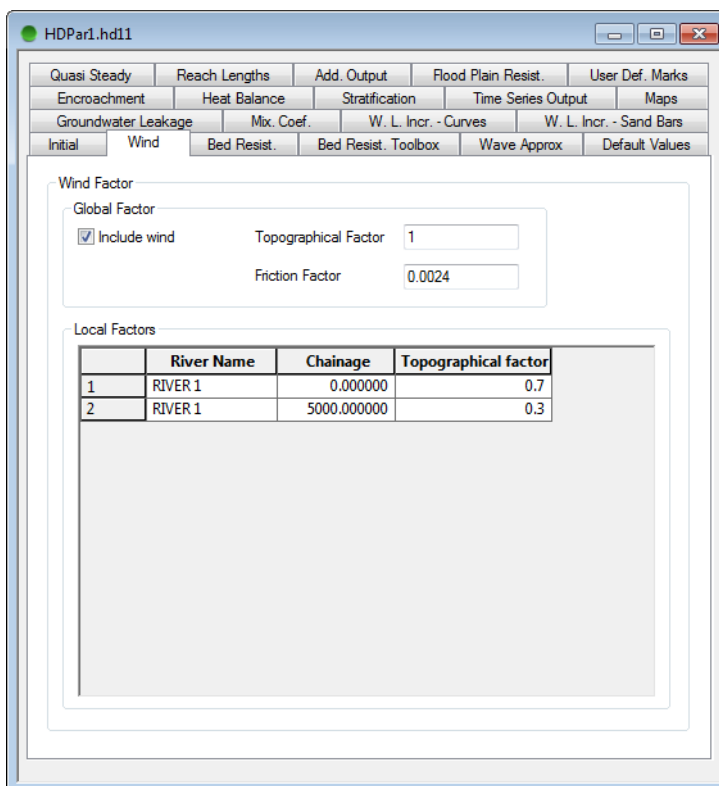 HDPar1.hd11
Quasi Steady Reach Lengths Add. Output Flood Plain Resist. User Def. Marks
Encroachment Heat Balance Stratification Time Series Output Maps
Groundwater Leakage Mix. Coef. W. L. Incr. - Curves W. L. Incr. - Sand Bars
Initial Wind Bed Resist. Bed Resist. Toolbox Wave Approx Default Values
Wind Factor
Global Factor
Include wind Topographical Factor 1
Friction Factor 0.0024
Local Factors
River Name Chainage Topographical factor
1 RIVER 1 0.000000 0.7
2 RIVER 1 5000.000000 0.3